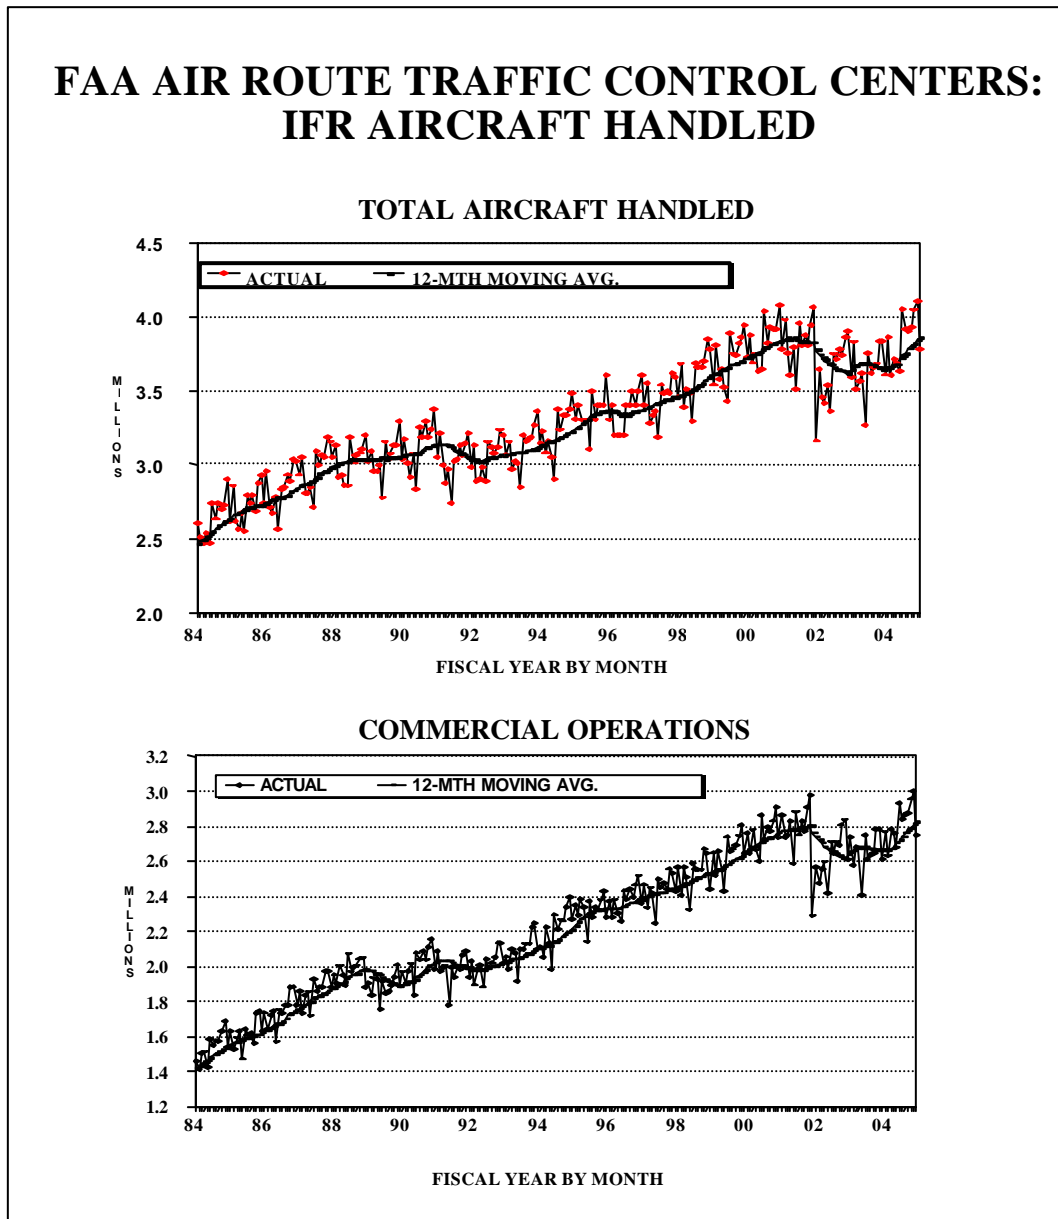 FAA AIR ROUTE TRAFFIC CONTROL CENTERS:
IFR AIRCRAFT HANDLED
TOTAL AIRCRAFT HANDLED
4.5
ACTUAL 12-MTH MOVING AVG.
4.0
3.5
3.0
2.5
2.0
MILLIONS
84 86 88 90 92 94 96 98 00 02 04
FISCAL YEAR BY MONTH
COMMERCIAL OPERATIONS
3.2
ACTUAL 12-MTH MOVING AVG.
3.0
2.8
2.6
2.4
2.2
2.0
1.8
1.6
1.4
1.2
MILLIONS
84 86 88 90 92 94 96 98 00 02 04
FISCAL YEAR BY MONTH